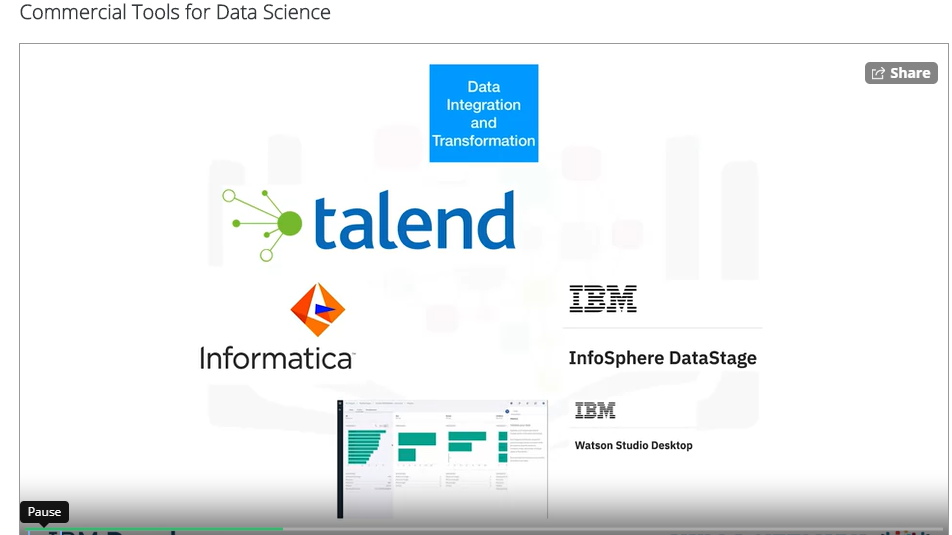 Commercial Tools for Data Science
Share
Data
Integration
and
Transformation
talend
Informatica
IBM
InfoSphere DataStage
IBM
Watson Studio Desktop
Pause